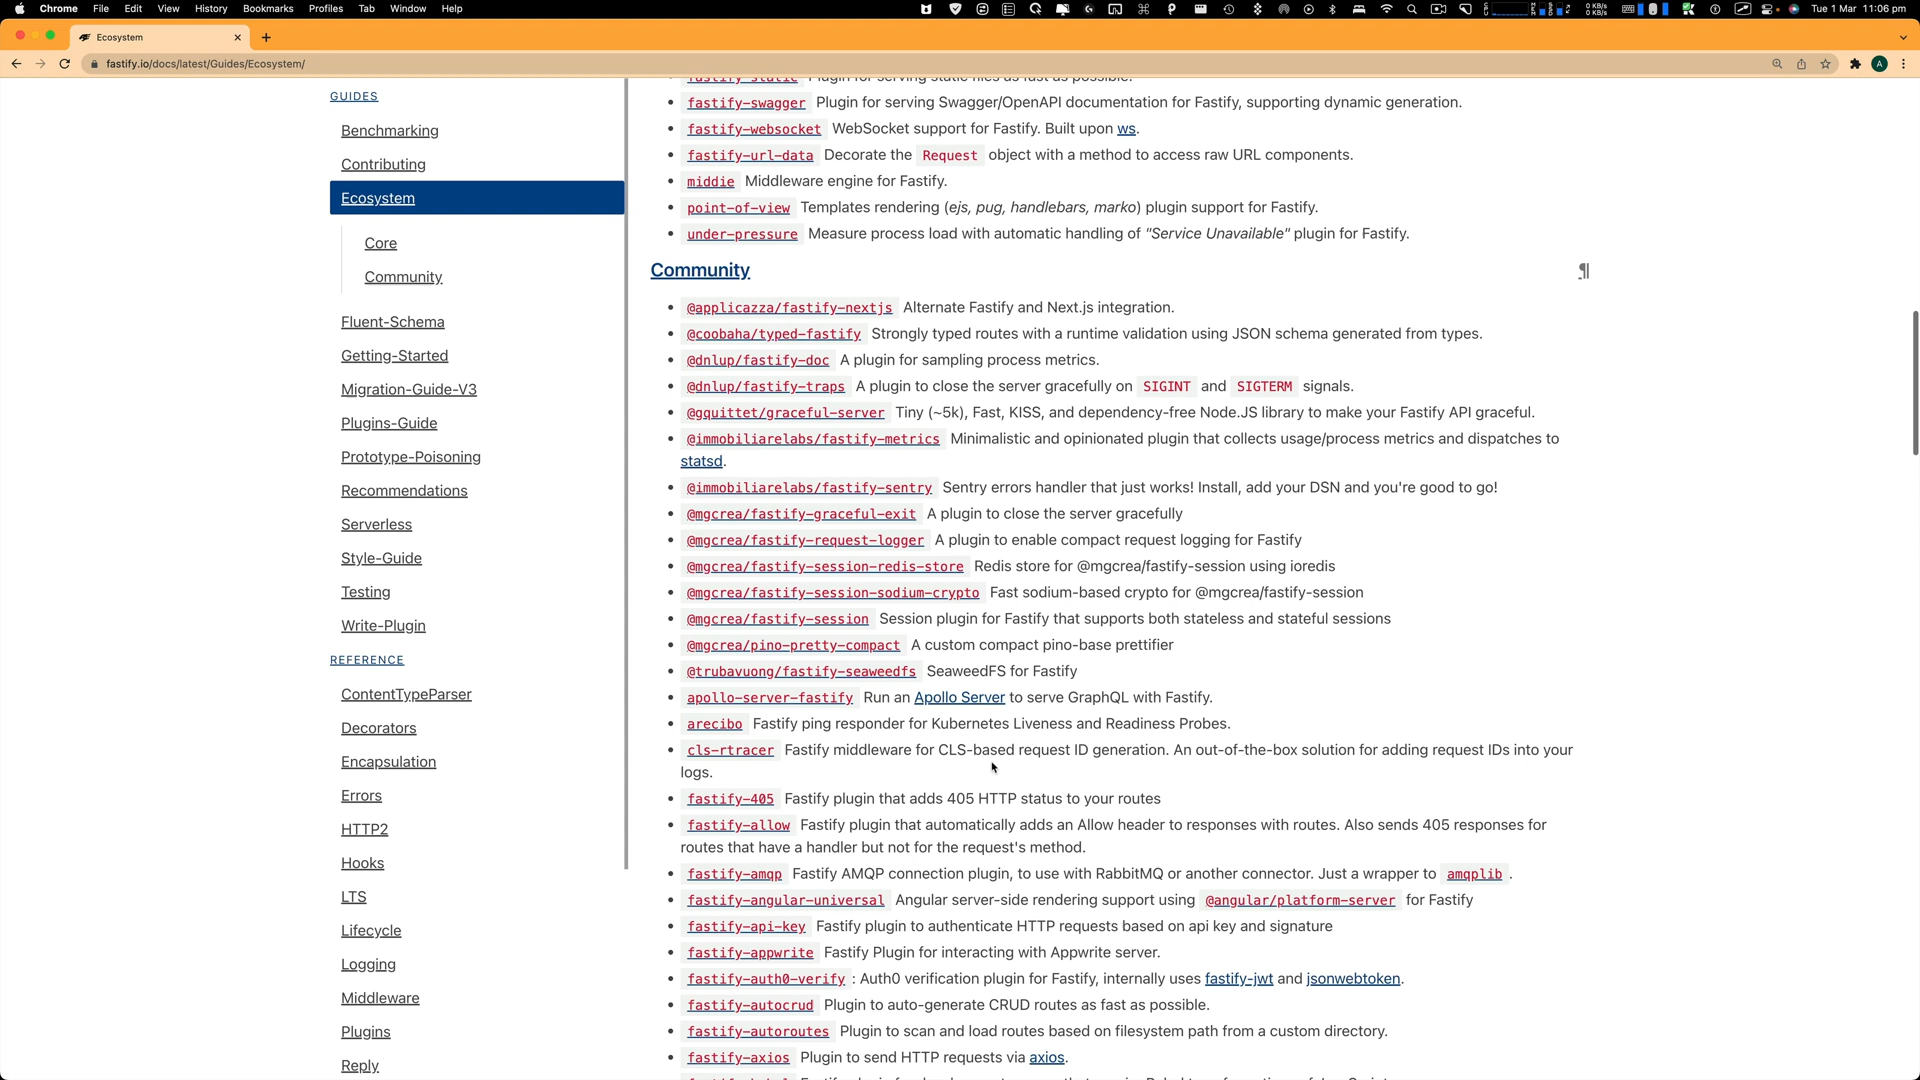 Chrome File Edit View History Bookmarks Profiles Tab Window Help
0 KB/s
0 KB/s
Tue 1 Mar 11:06 pm
Ecosystem
fastify.io/docs/latest/Guides/Ecosystem/
A
GUIDES
Benchmarking
Contributing
Ecosystem
Core
Community
Fluent-Schema
Getting-Started
Migration-Guide-V3
Plugins-Guide
Prototype-Poisoning
Recommendations
Serverless
Style-Guide
Testing
Write-Plugin
REFERENCE
ContentTypeParser
Decorators
Encapsulation
Errors
HTTP2
Hooks
LTS
Lifecycle
Logging
Middleware
Plugins
Reply
fastify-static Plugin for serving static files as fast as possible.
fastify-swagger Plugin for serving Swagger/OpenAPI documentation for Fastify, supporting dynamic generation.
fastify-websocket WebSocket support for Fastify. Built upon ws.
fastify-url-data Decorate the Request object with a method to access raw URL components.
middie Middleware engine for Fastify.
point-of-view Templates rendering (ejs, pug, handlebars, marko) plugin support for Fastify.
under-pressure Measure process load with automatic handling of "Service Unavailable" plugin for Fastify.
Community ¶
@applicazza/fastify-nextjs Alternate Fastify and Next.js integration.
@coobaha/typed-fastify Strongly typed routes with a runtime validation using JSON schema generated from types.
@dnlup/fastify-doc A plugin for sampling process metrics.
@dnlup/fastify-traps A plugin to close the server gracefully on SIGINT and SIGTERM signals.
@gquittet/graceful-server Tiny (~5k), Fast, KISS, and dependency-free Node.JS library to make your Fastify API graceful.
@immobiliarelabs/fastify-metrics Minimalistic and opinionated plugin that collects usage/process metrics and dispatches to
statsd.
@immobiliarelabs/fastify-sentry Sentry errors handler that just works! Install, add your DSN and you're good to go!
@mgcrea/fastify-graceful-exit A plugin to close the server gracefully
@mgcrea/fastify-request-logger A plugin to enable compact request logging for Fastify
@mgcrea/fastify-session-redis-store Redis store for @mgcrea/fastify-session using ioredis
@mgcrea/fastify-session-sodium-crypto Fast sodium-based crypto for @mgcrea/fastify-session
@mgcrea/fastify-session Session plugin for Fastify that supports both stateless and stateful sessions
@mgcrea/pino-pretty-compact A custom compact pino-base prettifier
@trubavuong/fastify-seaweedfs SeaweedFS for Fastify
apollo-server-fastify Run an Apollo Server to serve GraphQL with Fastify.
arecibo Fastify ping responder for Kubernetes Liveness and Readiness Probes.
cls-rtracer Fastify middleware for CLS-based request ID generation. An out-of-the-box solution for adding request IDs into your
logs.
fastify-405 Fastify plugin that adds 405 HTTP status to your routes
fastify-allow Fastify plugin that automatically adds an Allow header to responses with routes. Also sends 405 responses for
routes that have a handler but not for the request's method.
fastify-amqp Fastify AMQP connection plugin, to use with RabbitMQ or another connector. Just a wrapper to amqplib .
fastify-angular-universal Angular server-side rendering support using @angular/platform-server for Fastify
fastify-api-key Fastify plugin to authenticate HTTP requests based on api key and signature
fastify-appwrite Fastify Plugin for interacting with Appwrite server.
fastify-auth0-verify : Auth0 verification plugin for Fastify, internally uses fastify-jwt and jsonwebtoken.
fastify-autocrud Plugin to auto-generate CRUD routes as fast as possible.
fastify-autoroutes Plugin to scan and load routes based on filesystem path from a custom directory.
fastify-axios Plugin to send HTTP requests via axios.